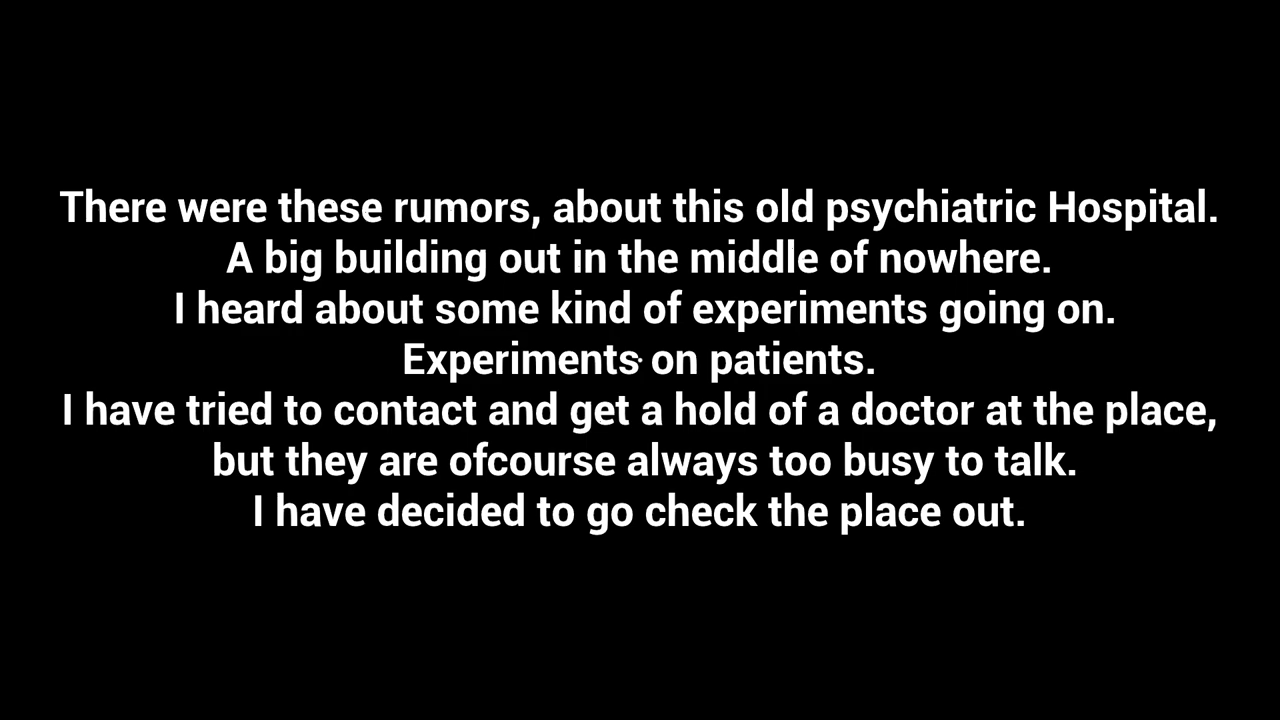 There were these rumors, about this old psychiatric Hospital.
A big building out in the middle of nowhere.
I heard about some kind of experiments going on.
Experiments on patients.
I have tried to contact and get a hold of a doctor at the place,
but they are ofcourse always too busy to talk.
I have decided to go check the place out.